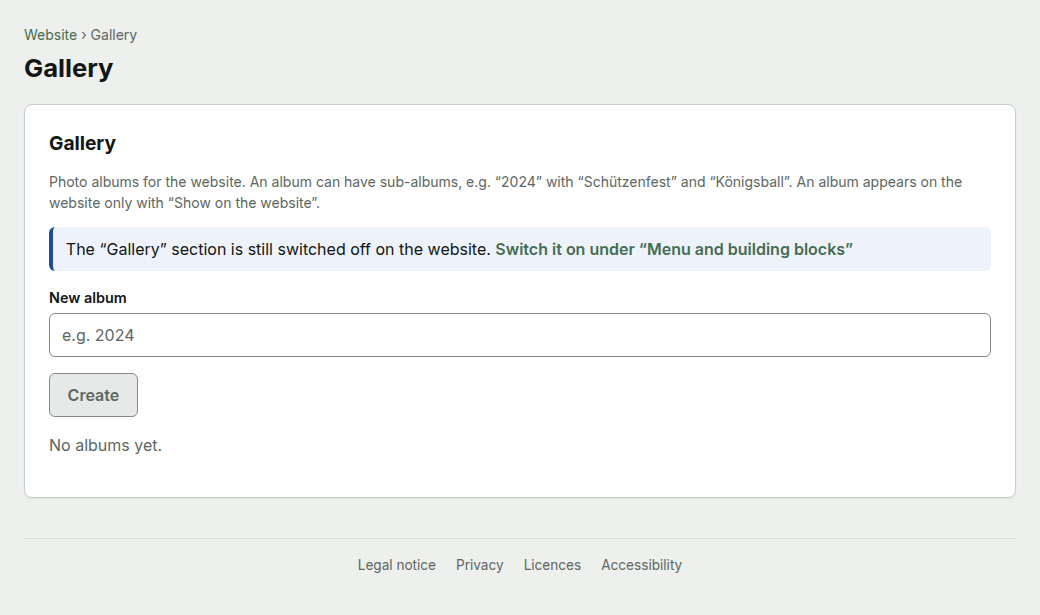 Website › Gallery
Gallery
Gallery
Photo albums for the website. An album can have sub-albums, e.g. “2024” with “Schützenfest” and “Königsball”. An album appears on the
website only with “Show on the website”.
The “Gallery” section is still switched off on the website. Switch it on under “Menu and building blocks”
New album
e.g. 2024
Create
No albums yet.
Legal notice Privacy Licences Accessibility